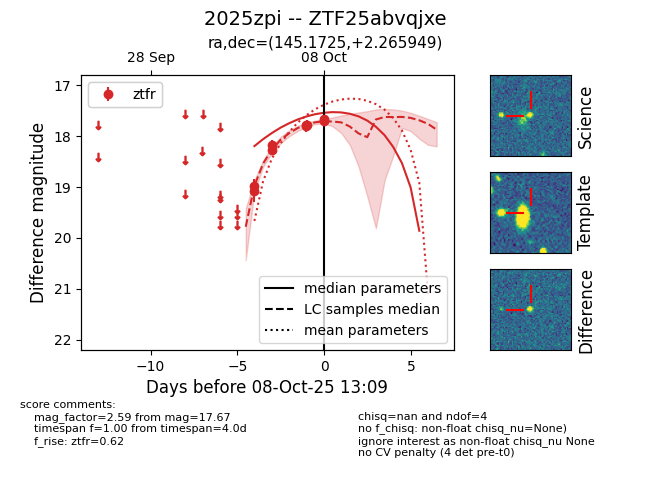 2025zpi -- ZTF25abvqjxe
ra,dec=(145.1725,+2.265949)
28 Sep
08 Oct
17
18
19
20
21
22
Difference magnitude
ztfr
median parameters
LC samples median
mean parameters
−10
−5
0
5
Days before 08-Oct-25 13:09
Science
Template
Difference
score comments:
mag_factor=2.59 from mag=17.67
timespan f=1.00 from timespan=4.0d
f_rise: ztfr=0.62
chisq=nan and ndof=4
no f_chisq: non-float chisq_nu=None)
ignore interest as non-float chisq_nu None
no CV penalty (4 det pre-t0)